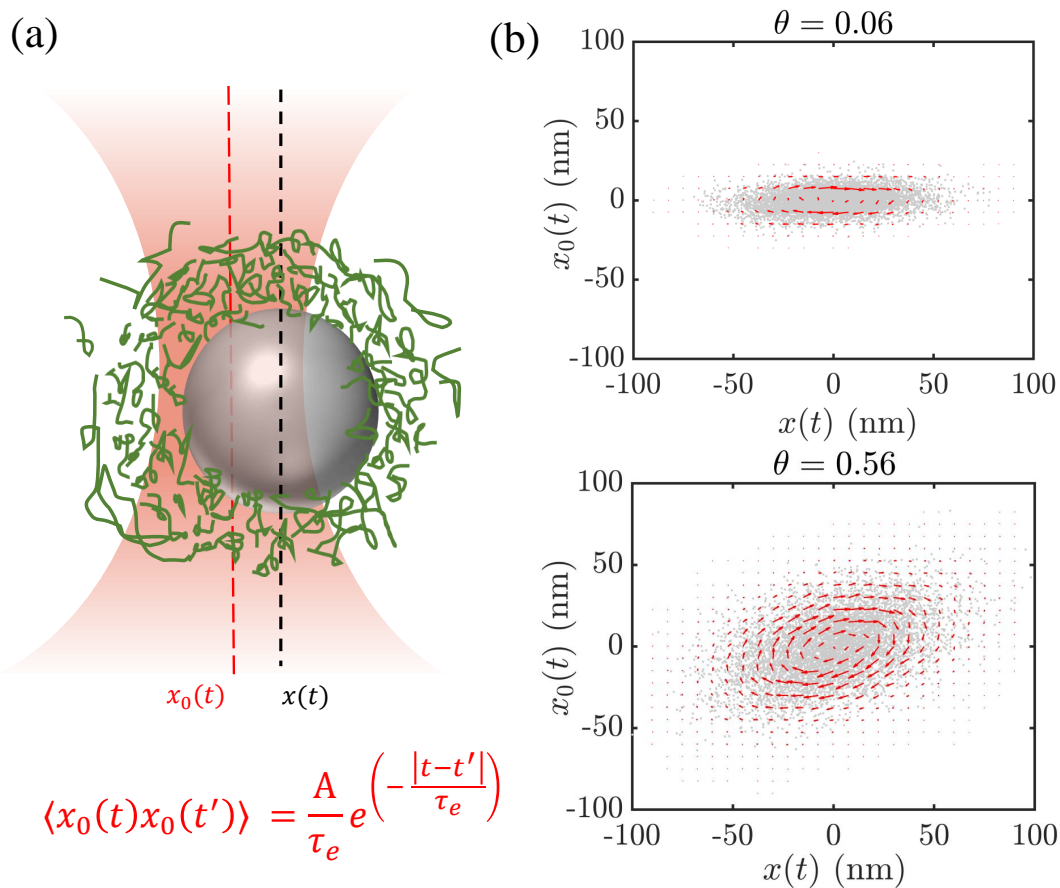 (a)
x₀(t)
x(t)
⟨x₀(t)x₀(t')⟩ = A/τₑ e^(-|t-t'|/τₑ)
(b)
θ = 0.06
100
50
0
-50
-100
x₀(t) (nm)
-100 -50 0 50 100
x(t) (nm)
θ = 0.56
100
50
0
-50
-100
x₀(t) (nm)
-100 -50 0 50 100
x(t) (nm)